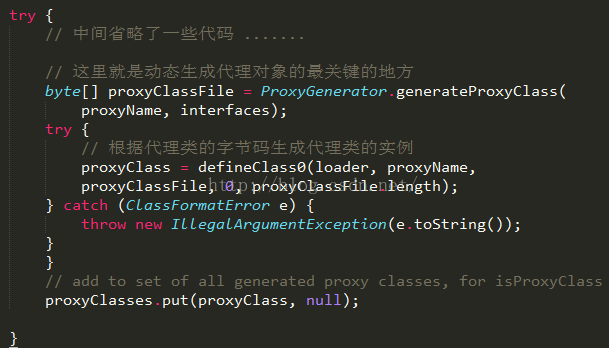 try {
// 中间省略了一些代码 .......
// 这里就是动态生成代理对象的最关键的地方
byte[] proxyClassFile = ProxyGenerator.generateProxyClass(
proxyName, interfaces);
try {
// 根据代理类的字节码生成代理类的实例
proxyClass = defineClass0(loader, proxyName,
proxyClassFile, 0, proxyClassFile.length);
http://blog.csdn.net/
} catch (ClassFormatError e) {
throw new IllegalArgumentException(e.toString());
}
}
// add to set of all generated proxy classes, for isProxyClass
proxyClasses.put(proxyClass, null);
}